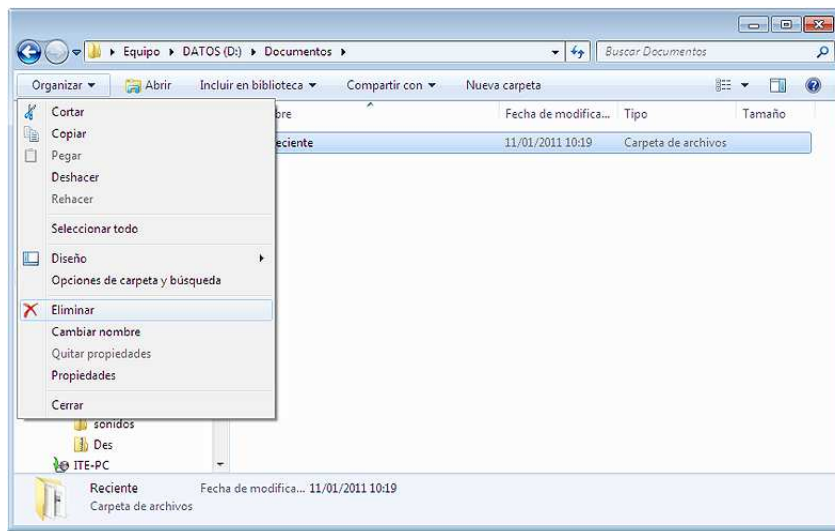 Equipo ▸ DATOS (D:) ▸ Documentos ▸
Buscar Documentos
Organizar
Abrir
Incluir en biblioteca
Compartir con
Nueva carpeta
bre
Fecha de modifica...
Tipo
Tamaño
eciente
11/01/2011 10:19
Carpeta de archivos
Cortar
Copiar
Pegar
Deshacer
Rehacer
Seleccionar todo
Diseño
Opciones de carpeta y búsqueda
Eliminar
Cambiar nombre
Quitar propiedades
Propiedades
Cerrar
sonidos
Des
ITE-PC
Reciente
Fecha de modifica... 11/01/2011 10:19
Carpeta de archivos